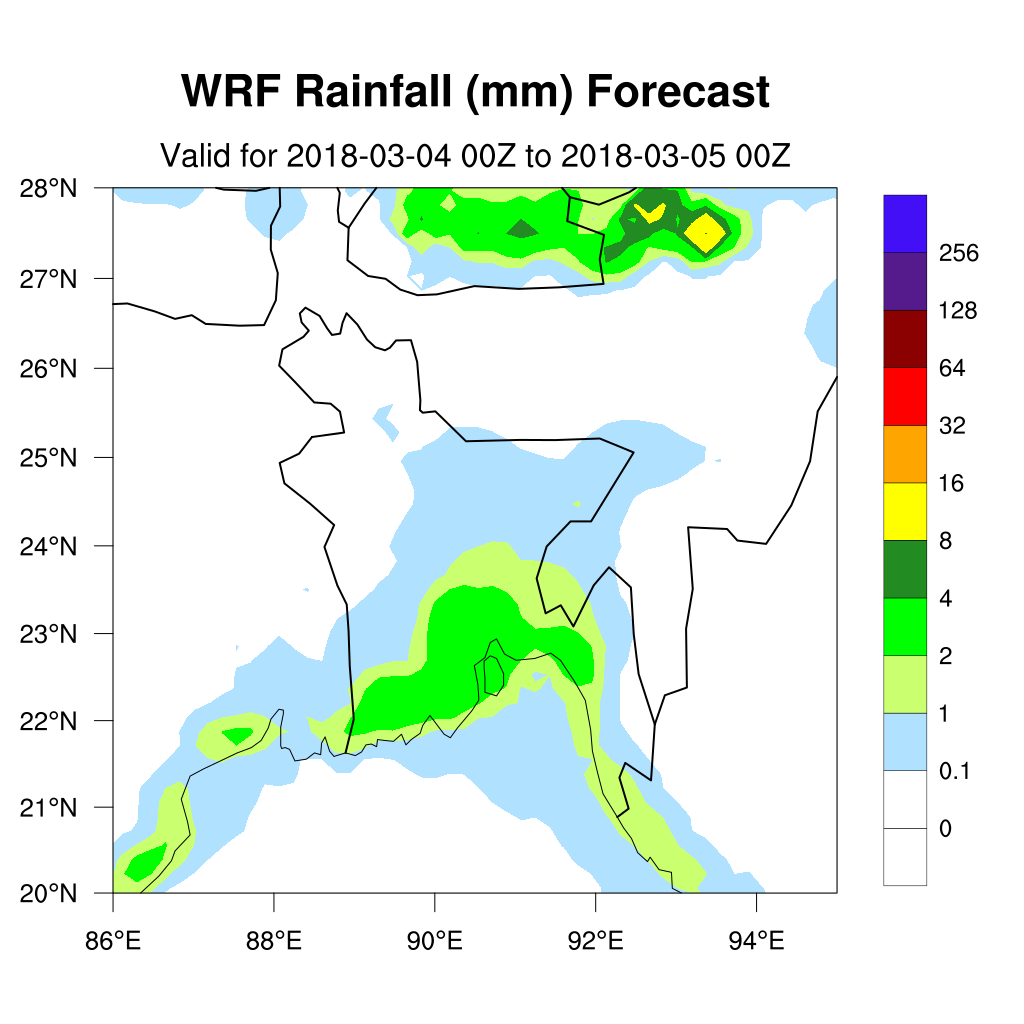 WRF Rainfall (mm) Forecast
Valid for 2018-03-04 00Z to 2018-03-05 00Z
28°N
27°N
26°N
25°N
24°N
23°N
22°N
21°N
20°N
86°E 88°E 90°E 92°E 94°E
256
128
64
32
16
8
4
2
1
0.1
0